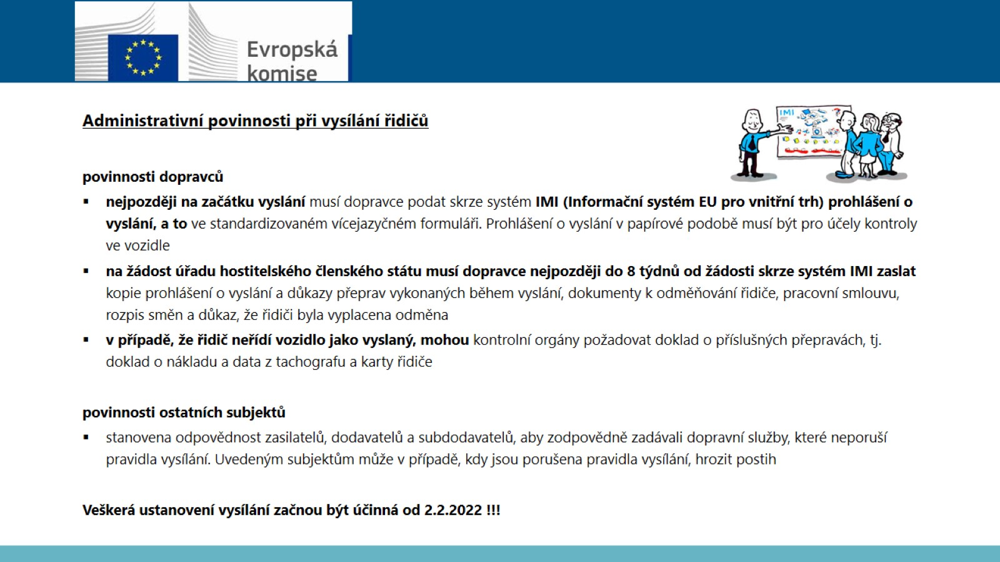 Evropská
komise
Administrativní povinnosti při vysílání řidičů
IMI
povinnosti dopravců
▪ nejpozději na začátku vyslání musí dopravce podat skrze systém IMI (Informační systém EU pro vnitřní trh) prohlášení o
vyslání, a to ve standardizovaném vícejazyčném formuláři. Prohlášení o vyslání v papírové podobě musí být pro účely kontroly
ve vozidle
▪ na žádost úřadu hostitelského členského státu musí dopravce nejpozději do 8 týdnů od žádosti skrze systém IMI zaslat
kopie prohlášení o vyslání a důkazy přeprav vykonaných během vyslání, dokumenty k odměňování řidiče, pracovní smlouvu,
rozpis směn a důkaz, že řidiči byla vyplacena odměna
▪ v případě, že řidič neřídí vozidlo jako vyslaný, mohou kontrolní orgány požadovat doklad o příslušných přepravách, tj.
doklad o nákladu a data z tachografu a karty řidiče
povinnosti ostatních subjektů
▪ stanovena odpovědnost zasilatelů, dodavatelů a subdodavatelů, aby zodpovědně zadávali dopravní služby, které neporuší
pravidla vysílání. Uvedeným subjektům může v případě, kdy jsou porušena pravidla vysílání, hrozit postih
Veškerá ustanovení vysílání začnou být účinná od 2.2.2022 !!!